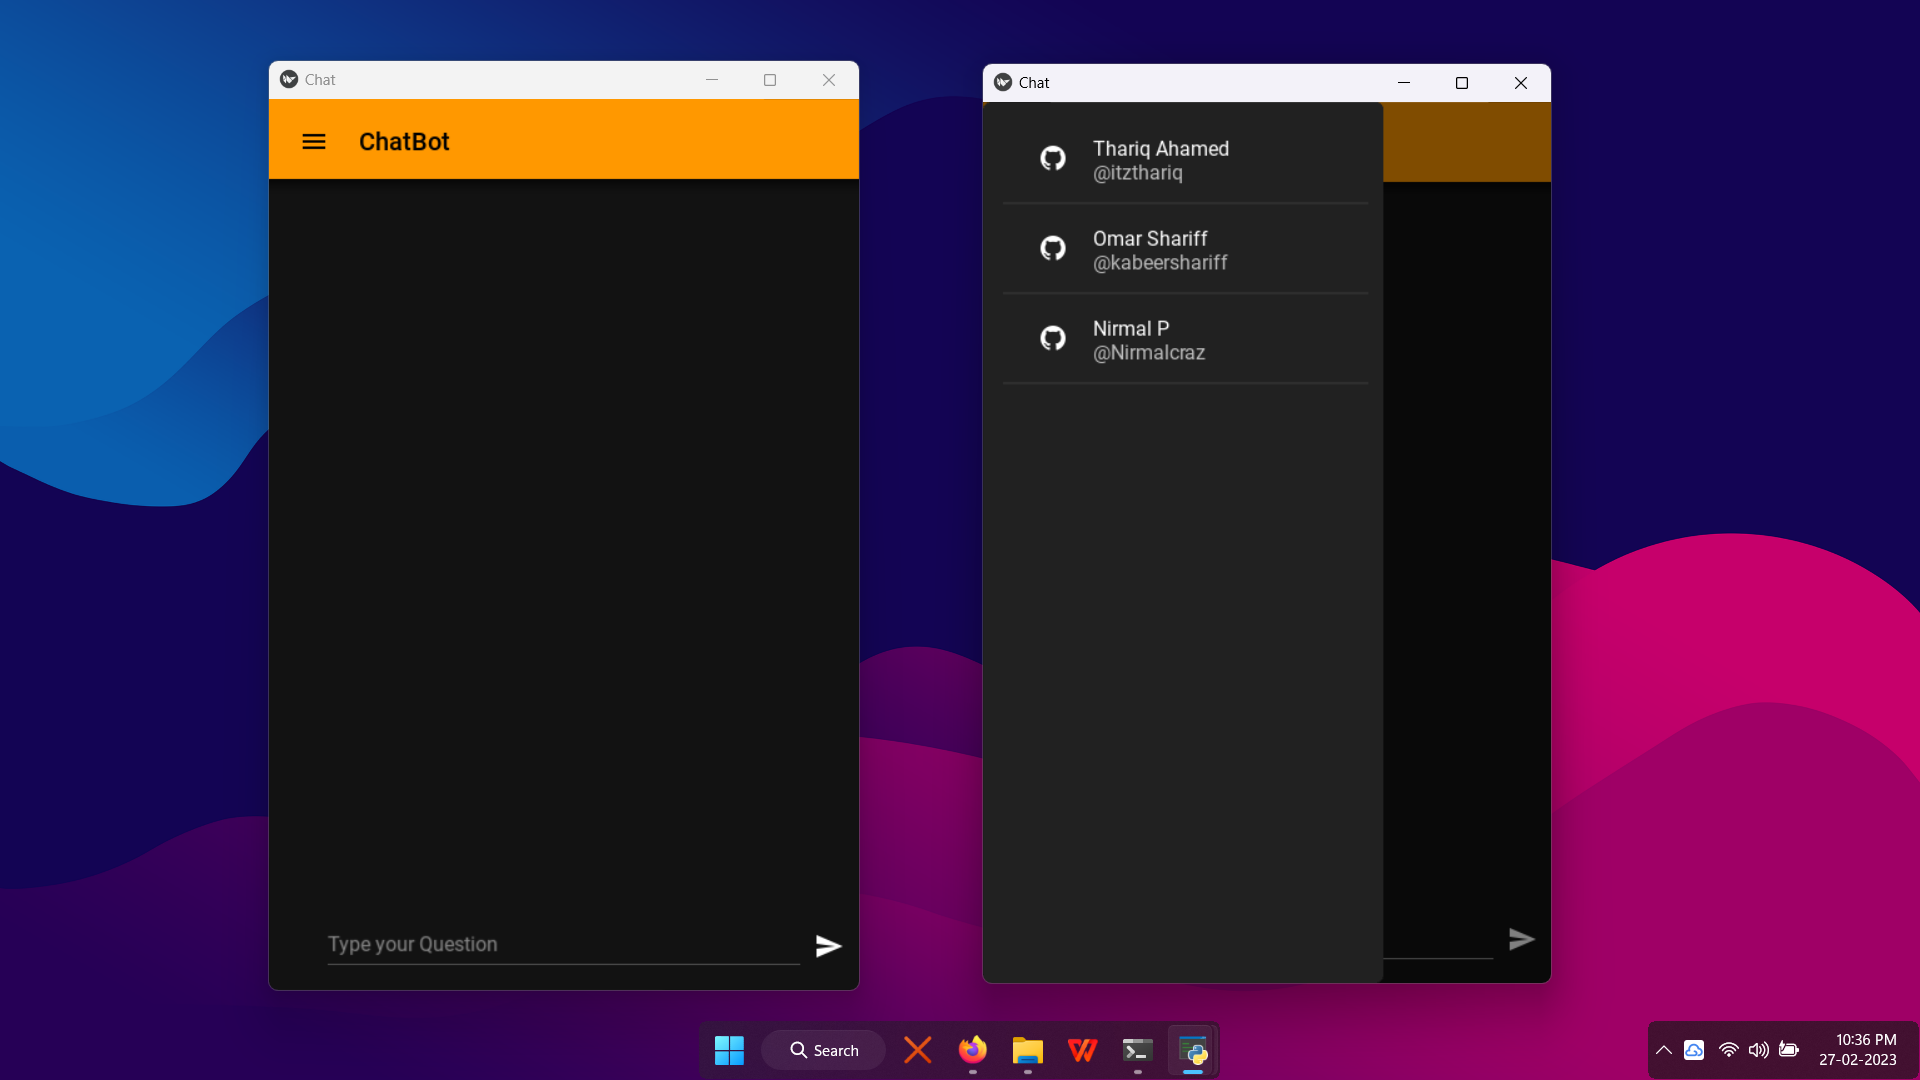 Chat
ChatBot
Type your Question
Chat
Thariq Ahamed
@itzthariq
Omar Shariff
@kabeershariff
Nirmal P
@Nirmalcraz
Search
10:36 PM
27-02-2023